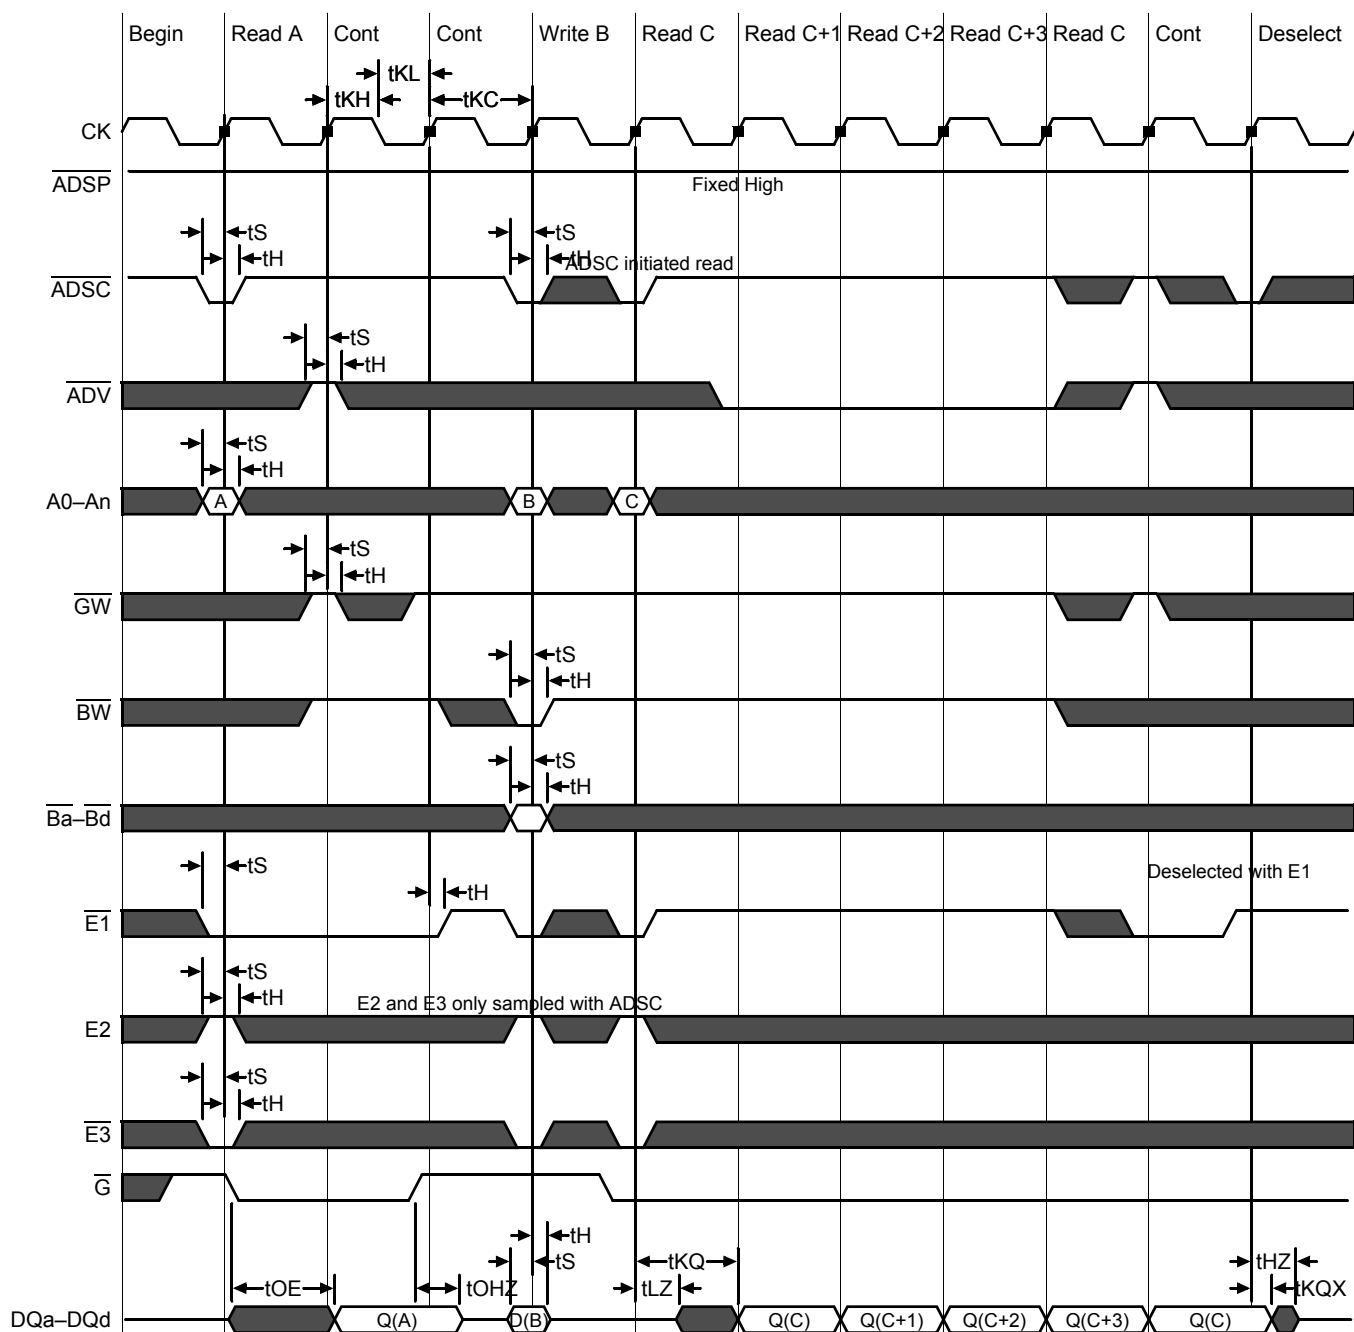 Begin Read A Cont Cont Write B Read C Read C+1 Read C+2 Read C+3 Read C Cont Deselect
tKL
tKH tKC
CK
ADSP
Fixed High
tS tS
tH tH
ADSC initiated read
ADSC
tS
tH
ADV
tS
tH
A0–An A B C
tS
tH
GW
tS
tH
BW
tS
tH
Ba–Bd
tS
Deselected with E1
tH
E1
tS
tH
E2 and E3 only sampled with ADSC
E2
tS
tH
E3
G
tH
tS tKQ tHZ
tOE tOHZ tLZ tKQX
DQa–DQd Q(A) D(B) Q(C) Q(C+1) Q(C+2) Q(C+3) Q(C)